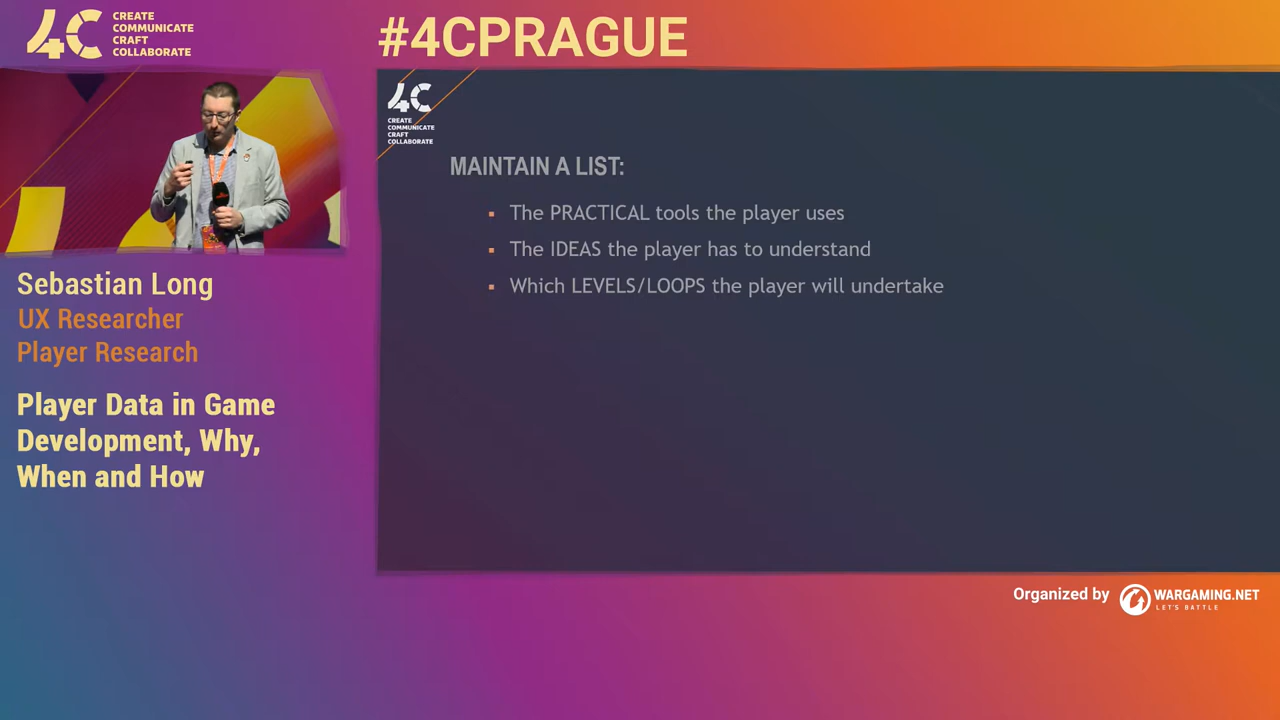 4C
CREATE
COMMUNICATE
CRAFT
COLLABORATE
#4CPRAGUE
Sebastian Long
UX Researcher
Player Research
Player Data in Game
Development, Why,
When and How
4C
CREATE
COMMUNICATE
CRAFT
COLLABORATE
MAINTAIN A LIST:
▪ The PRACTICAL tools the player uses
▪ The IDEAS the player has to understand
▪ Which LEVELS/LOOPS the player will undertake
Organized by
WARGAMING.NET
LET'S BATTLE